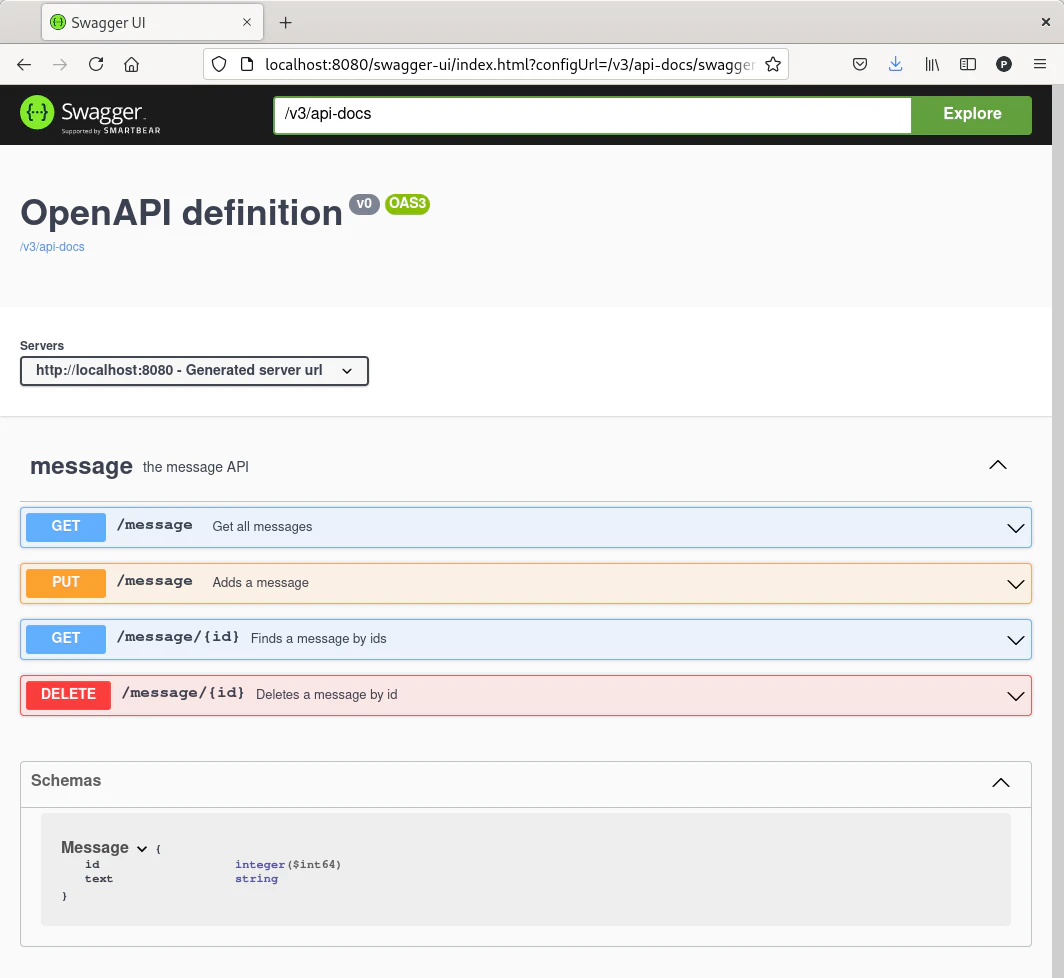 Swagger UI
localhost:8080/swagger-ui/index.html?configUrl=/v3/api-docs/swagger
P
{··} Swagger.
Supported by SMARTBEAR
/v3/api-docs
Explore
OpenAPI definition v0 OAS3
/v3/api-docs
Servers
http://localhost:8080 - Generated server url
message the message API
GET /message Get all messages
PUT /message Adds a message
GET /message/{id} Finds a message by ids
DELETE /message/{id} Deletes a message by id
Schemas
Message {
id integer($int64)
text string
}